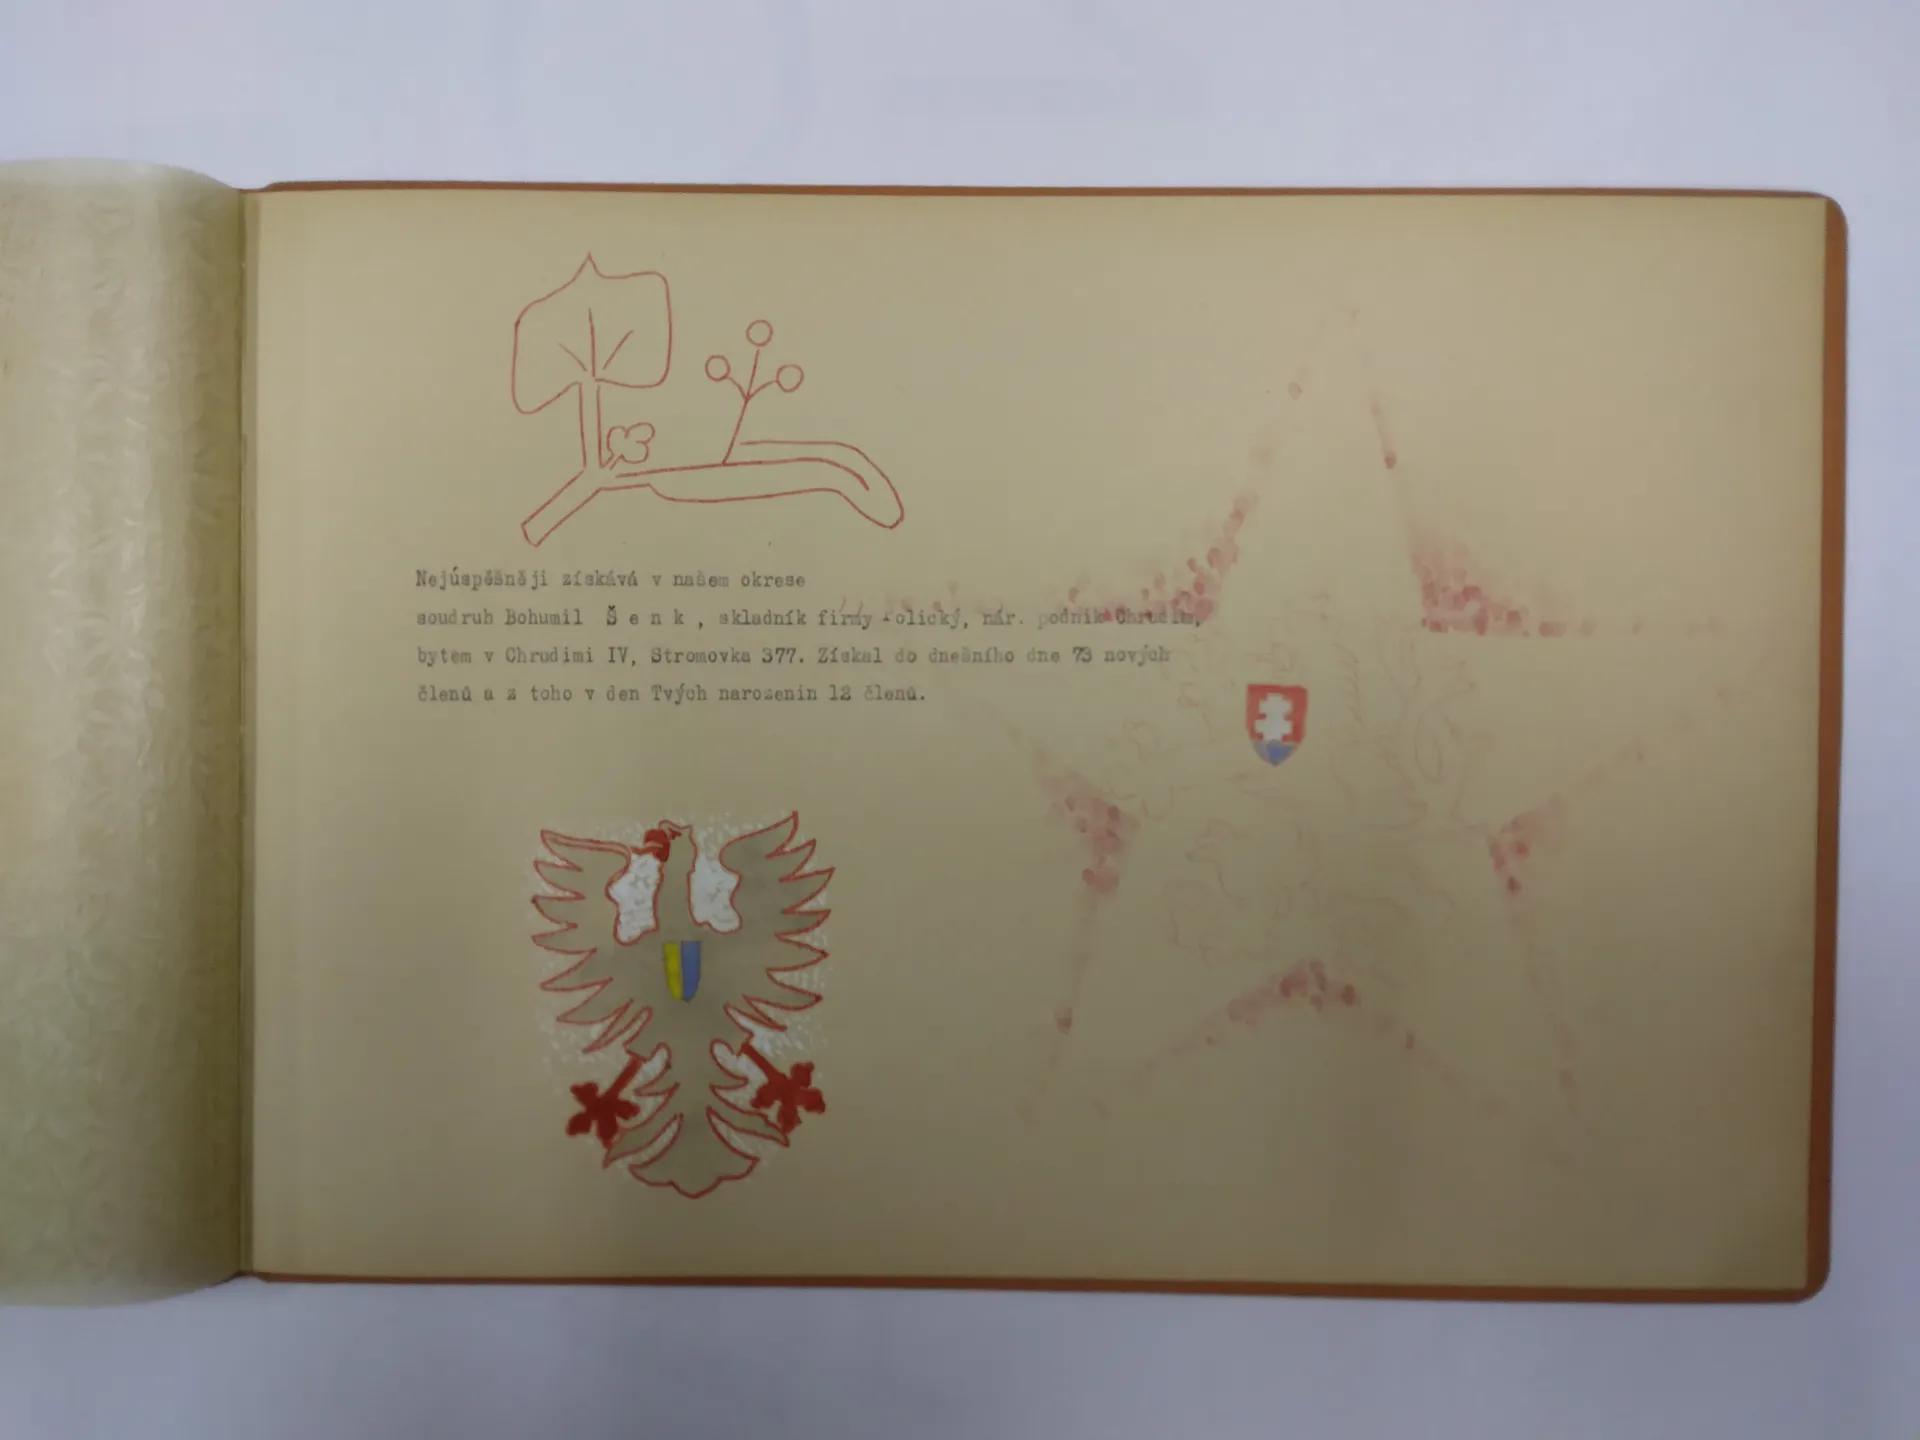 Nejúspěšněji získává v našem okrese
soudruh Bohumil Š e n k , skladník firmy Polický, nár. podnik Chrudim,
bytem v Chrudimi IV, Stromovka 377. Získal do dnešního dne 73 nových
členů a z toho v den Tvých narozenin 12 členů.